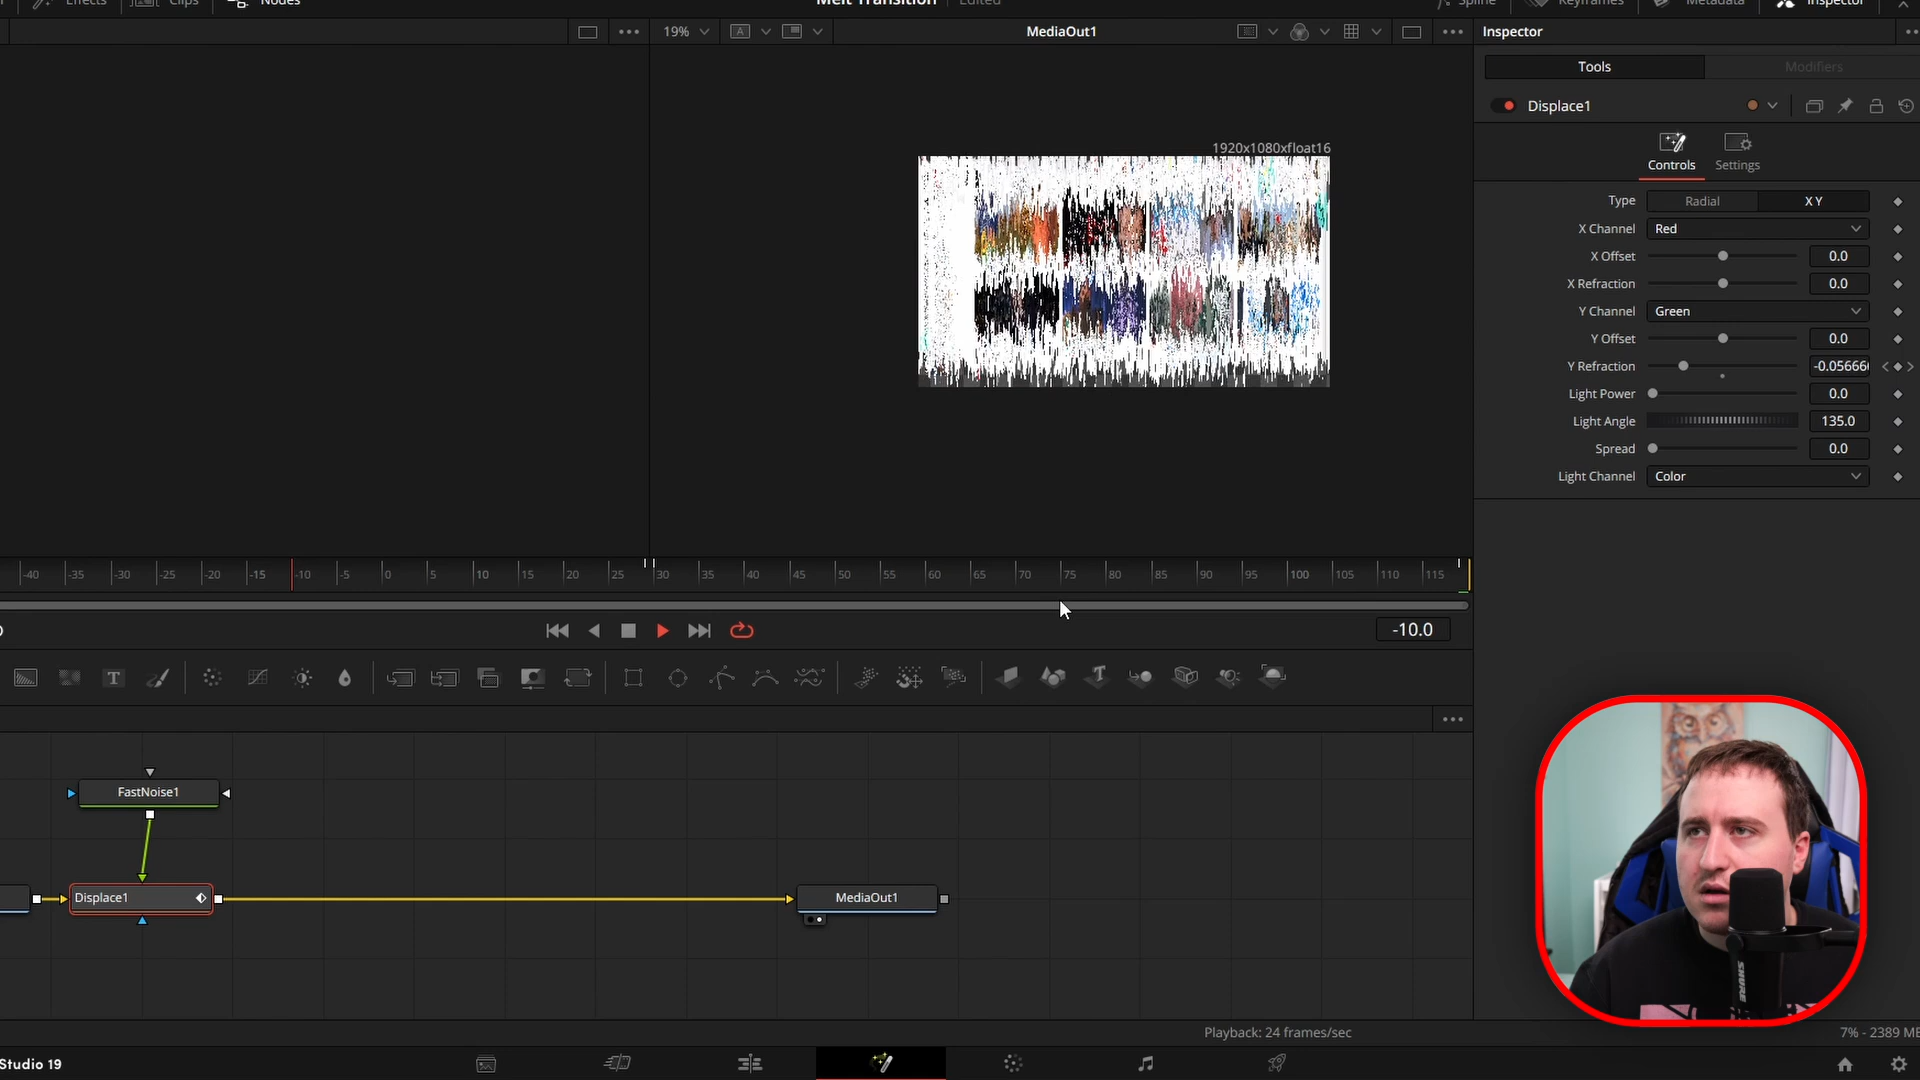 Effects
Clips
Nodes
Melt Transition
Edited
Spline
Keyframes
Metadata
Inspector
19%
A
MediaOut1
Inspector
Tools
Modifiers
Displace1
Controls
Settings
1920x1080xfloat16
Type
Radial
X Y
X Channel
Red
X Offset
0.0
X Refraction
0.0
Y Channel
Green
Y Offset
0.0
Y Refraction
-0.05666
Light Power
0.0
Light Angle
135.0
Spread
0.0
Light Channel
Color
-40 -35 -30 -25 -20 -15 -10 -5 0 5 10 15 20 25 30 35 40 45 50 55 60 65 70 75 80 85 90 95 100 105 110 115
-10.0
T
T
FastNoise1
Displace1
MediaOut1
SHURE
Playback: 24 frames/sec
7% - 2389 MB
Studio 19